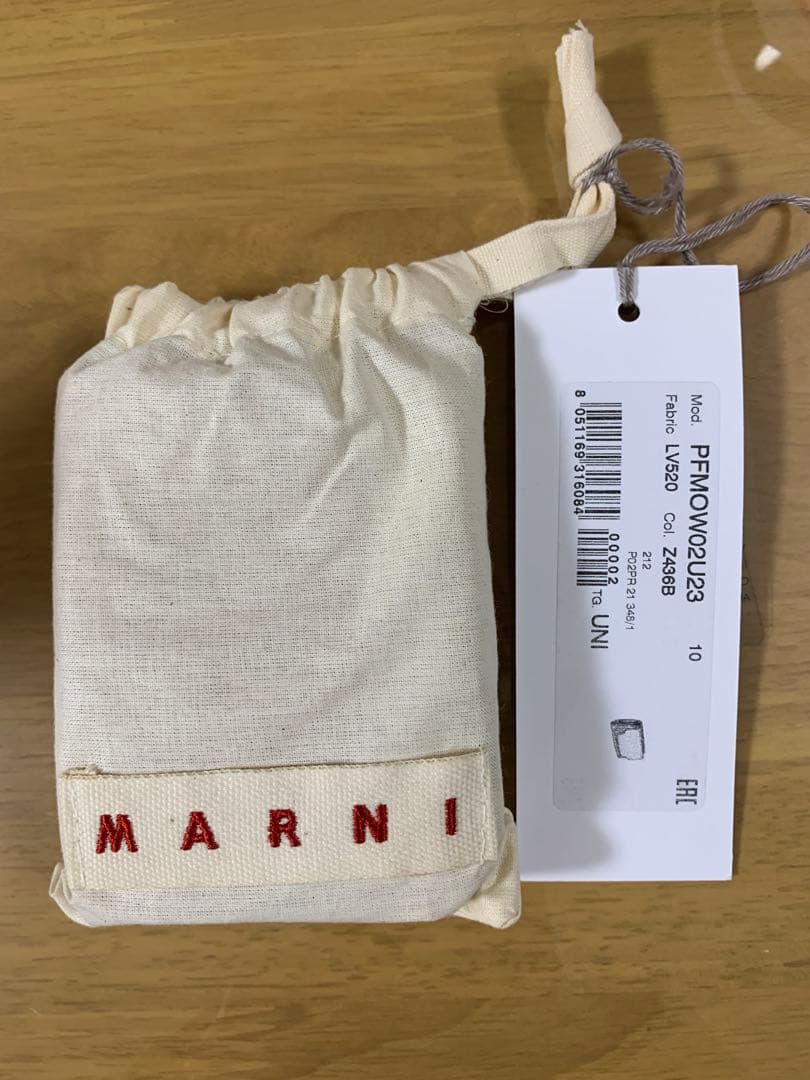 MARNI
Mod. PFMOW02U23 10
Fabric LV520 Col. Z436B
212
P02PR 21 348/1
00002
8 051169 316084
TG. UNI
EAC